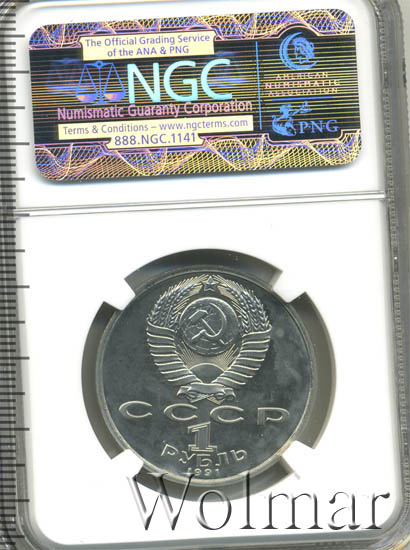 The Official Grading Service
of the ANA & PNG
NGC
Numismatic Guaranty Corporation
Terms & Conditions – www.ngcterms.com
888.NGC.1141
AMERICAN
NUMISMATIC
ASSOCIATION
PNG
СССР
1
РУБЛЬ
1991
Wolmar